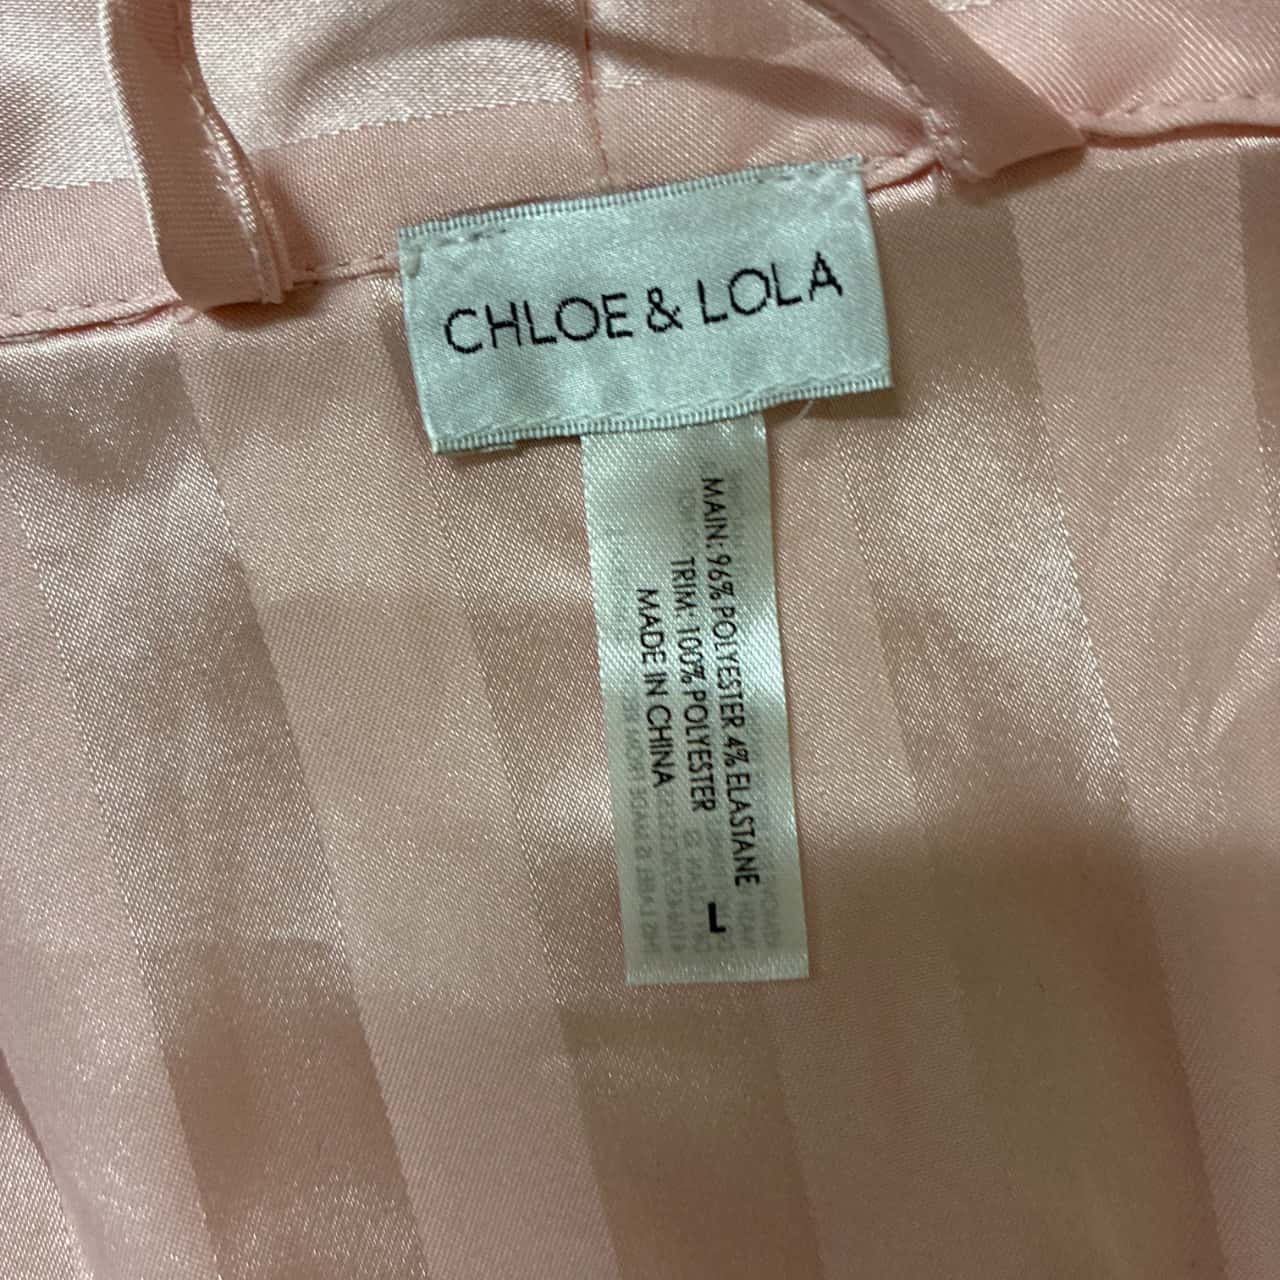 CHLOE & LOLA
MAIN: 96% POLYESTER 4% ELASTANE
TRIM: 100% POLYESTER
MADE IN CHINA
L